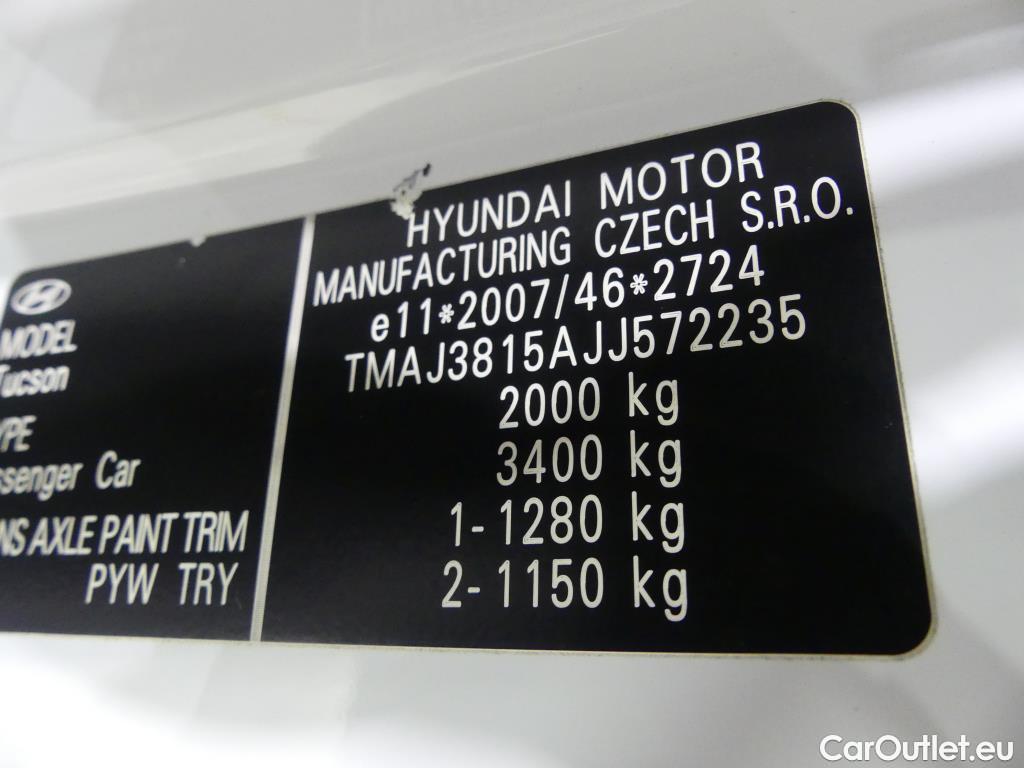 MODEL
Tucson
YPE
ssenger Car
NS AXLE PAINT TRIM
PYW TRY
HYUNDAI MOTOR
MANUFACTURING CZECH S.R.O.
e11*2007/46*2724
TMAJ3815AJJ572235
2000 kg
3400 kg
1-1280 kg
2-1150 kg
CarOutlet.eu